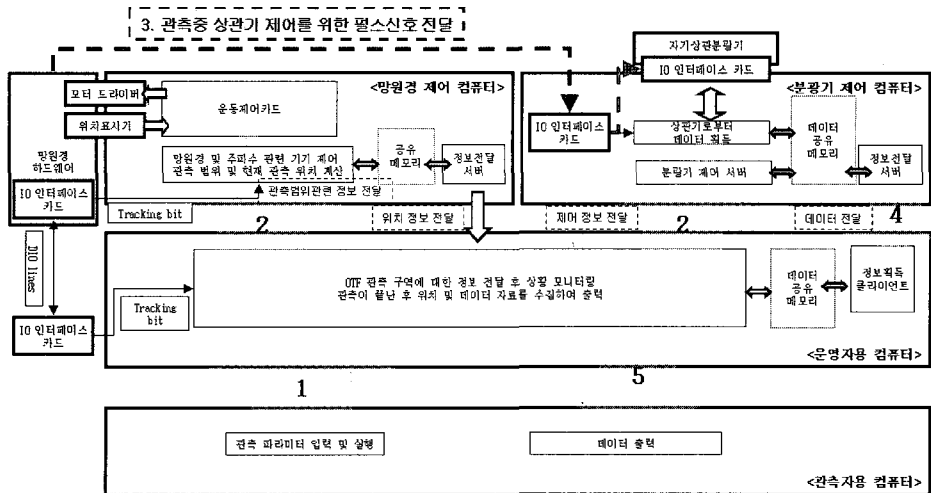 3. 관측중 상관기 제어를 위한 펄스신호 전달
자기상관분광기
IO 인터페이스 카드
<망원경 제어 컴퓨터>
<분광기 제어 컴퓨터>
모터 드라이버
위치표시기
운동제어카드
망원경
하드웨어
IO 인터페이스
카드
망원경 및 주파수 관련 기기 제어
관측 범위 및 현재 관측 위치 계산
관측범위관련 정보 전달
공유
메모리
정보전달
서버
IO 인터페이스
카드
상관기로부터
데이터 획득
분광기 제어 서버
데이터
공유
메모리
정보전달
서버
Tracking bit
2
위치 정보 전달
제어 정보 전달
2
데이터 전달
4
DIO lines
IO 인터페이스
카드
Tracking
bit
OTF 관측 구역에 대한 정보 전달 후 상황 모니터링
관측이 끝난 후 위치 및 데이터 자료를 수집하여 출력
데이터
공유
메모리
정보획득
클라이언트
<운영자용 컴퓨터>
1
5
관측 파라미터 입력 및 실행
데이터 출력
<관측자용 컴퓨터>